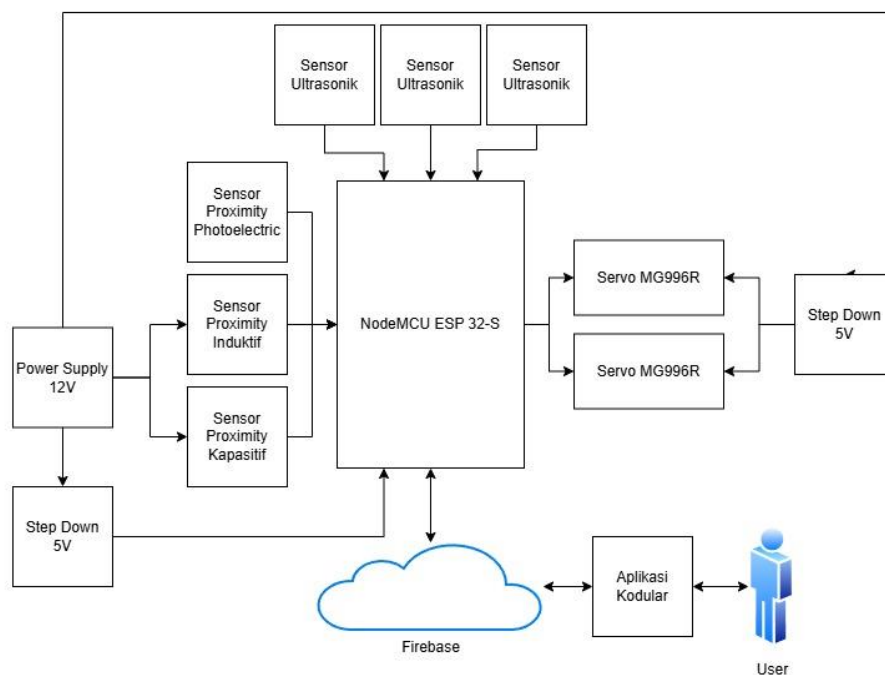 Sensor
Ultrasonik
Sensor
Ultrasonik
Sensor
Ultrasonik
Sensor
Proximity
Photoelectric
Sensor
Proximity
Induktif
Sensor
Proximity
Kapasitif
Power Supply
12V
Step Down
5V
NodeMCU ESP 32-S
Servo MG996R
Servo MG996R
Step Down
5V
Firebase
Aplikasi
Kodular
User